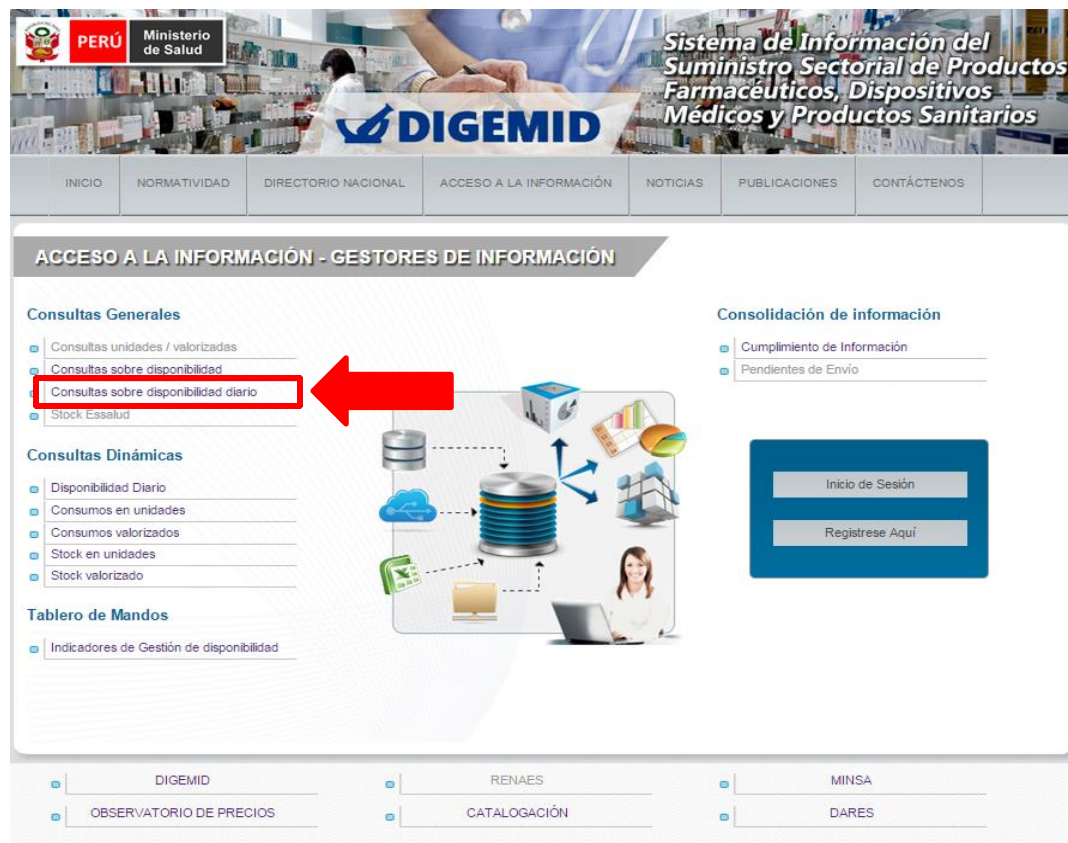 PERÚ
Ministerio
de Salud
DIGEMID
Sistema de Información del
Suministro Sectorial de Productos
Farmacéuticos, Dispositivos
Médicos y Productos Sanitarios
INICIO
NORMATIVIDAD
DIRECTORIO NACIONAL
ACCESO A LA INFORMACIÓN
NOTICIAS
PUBLICACIONES
CONTÁCTENOS
ACCESO A LA INFORMACIÓN - GESTORES DE INFORMACIÓN
Consultas Generales
Consultas unidades / valorizadas
Consultas sobre disponibilidad
Consultas sobre disponibilidad diario
Stock Essalud
Consultas Dinámicas
Disponibilidad Diario
Consumos en unidades
Consumos valorizados
Stock en unidades
Stock valorizado
Tablero de Mandos
Indicadores de Gestión de disponibilidad
Consolidación de información
Cumplimiento de Información
Pendientes de Envío
Inicio de Sesión
Registrese Aquí
DIGEMID
RENAES
MINSA
OBSERVATORIO DE PRECIOS
CATALOGACIÓN
DARES